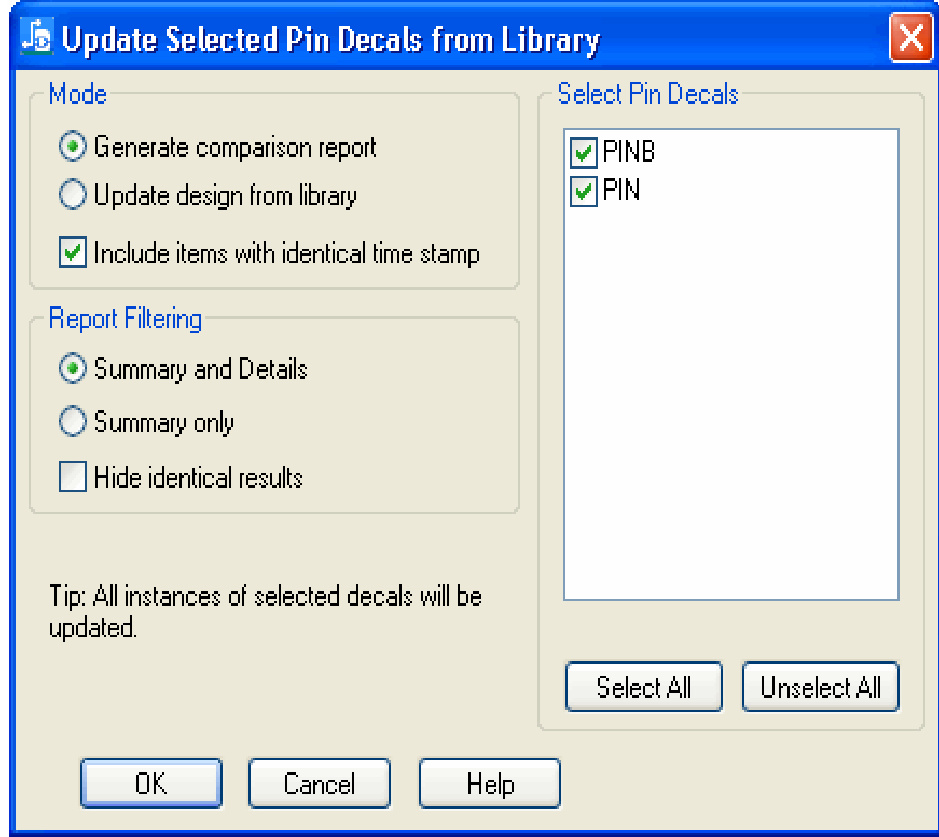 Update Selected Pin Decals from Library
Mode
Generate comparison report
Update design from library
Include items with identical time stamp
Report Filtering
Summary and Details
Summary only
Hide identical results
Tip: All instances of selected decals will be
updated.
Select Pin Decals
PINB
PIN
Select All
Unselect All
OK
Cancel
Help